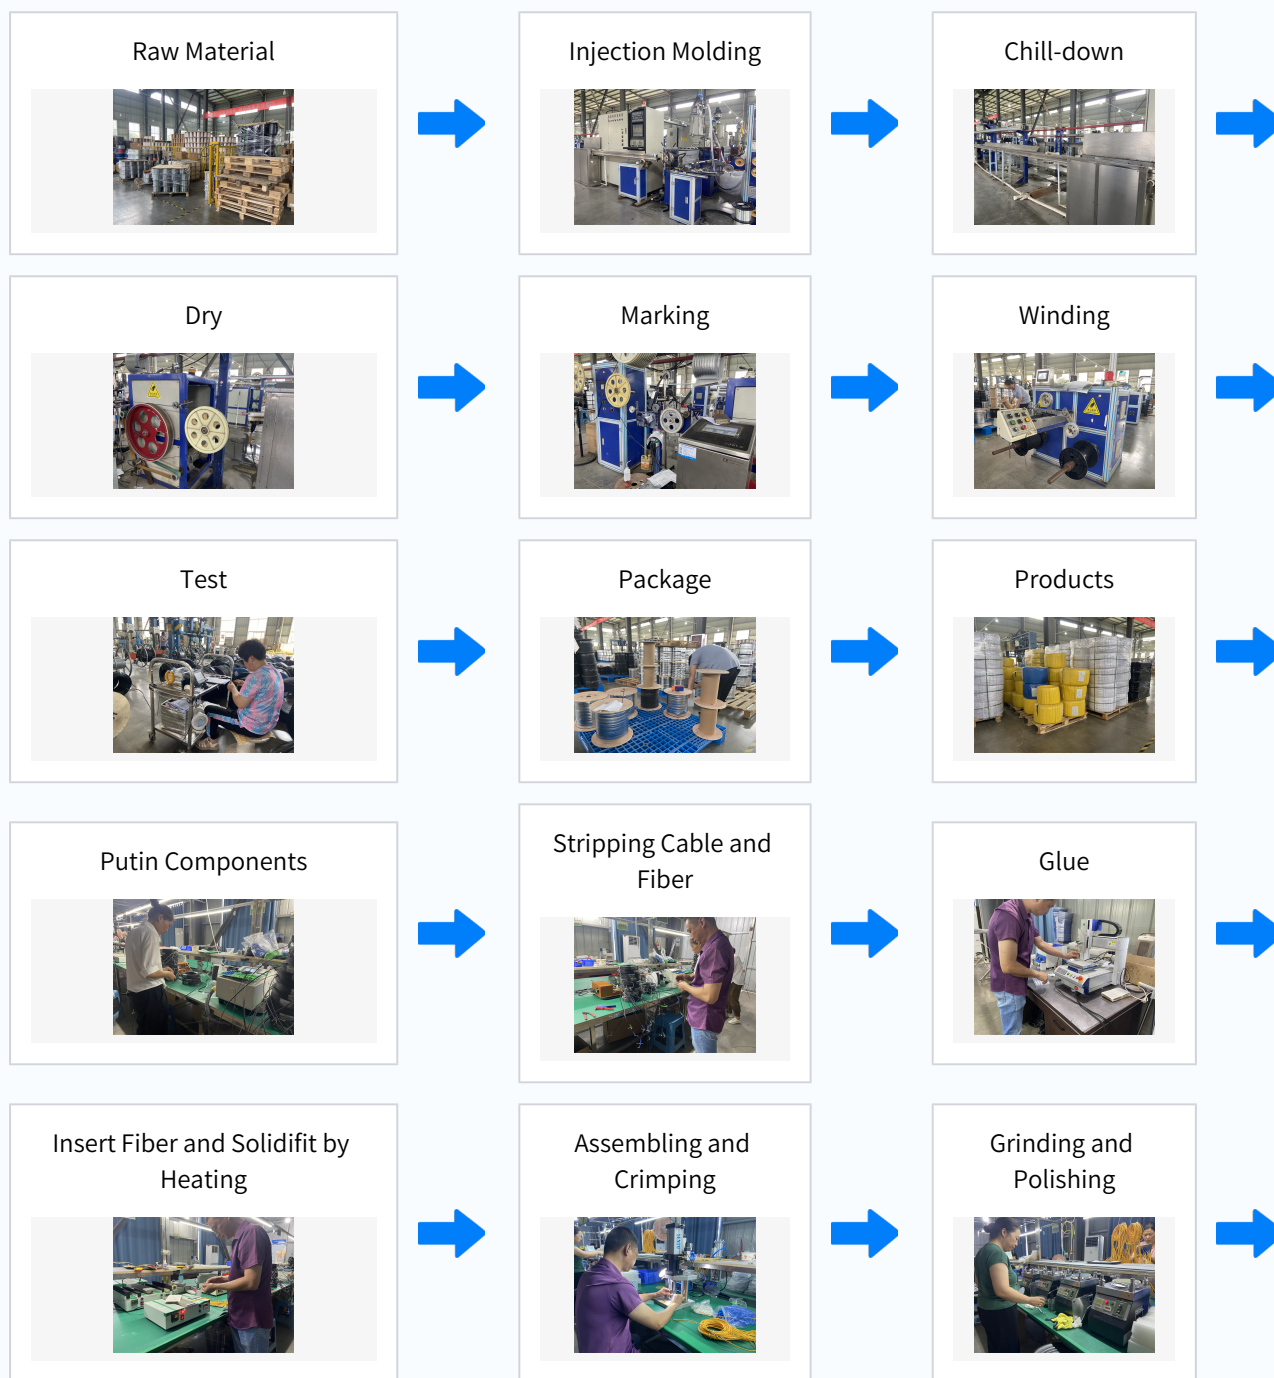 Raw Material
Injection Molding
Chill-down
Dry
Marking
Winding
Test
Package
Products
Putin Components
Stripping Cable and
Fiber
Glue
Insert Fiber and Solidifit by
Heating
Assembling and
Crimping
Grinding and
Polishing